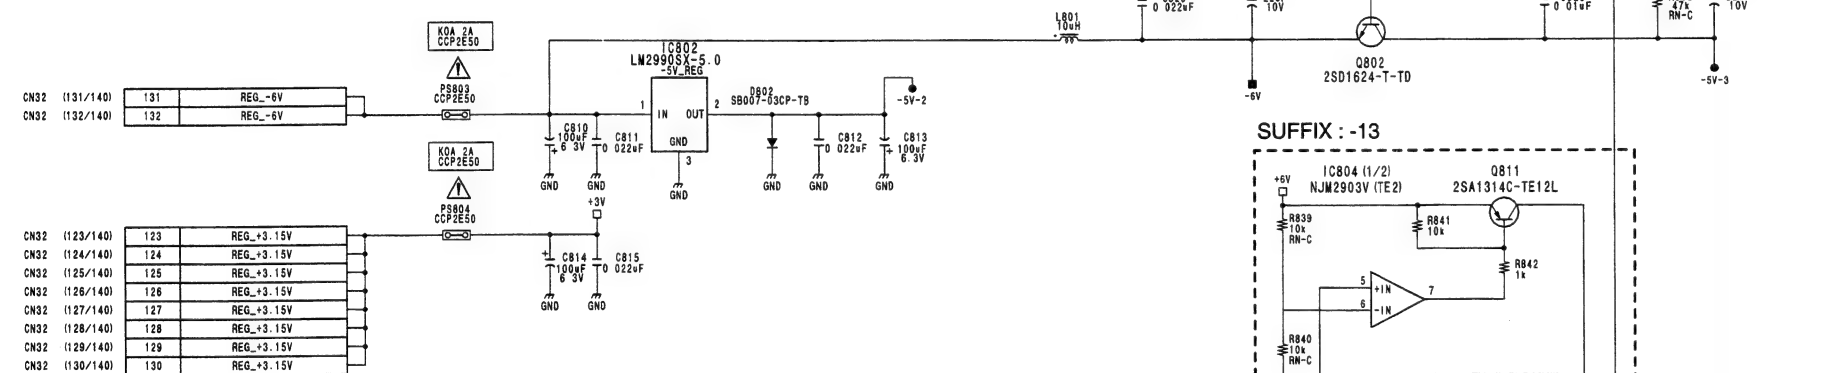 0 022uF
10V
0 01uF
47k
RN-C
10V
L801
10uH
KOA 2A
CCP2E50
IC802
LM2990SX-5.0
-5V_REG
Q802
2SD1624-T-TD
-5V-3
-6V
PS803
CCP2E50
D802
SB007-03CP-TB
-5V-2
CN32 (131/140) 131 REG_-6V
CN32 (132/140) 132 REG_-6V
1 IN OUT 2
GND
3
C810
100uF
6 3V
+
C811
0 022uF
C812
0 022uF
C813
100uF
6.3V
+
GND GND GND GND GND GND
KOA 2A
CCP2E50
PS804
CCP2E50
+3V
CN32 (123/140) 123 REG_+3.15V
CN32 (124/140) 124 REG_+3.15V
CN32 (125/140) 125 REG_+3.15V
CN32 (126/140) 126 REG_+3.15V
CN32 (127/140) 127 REG_+3.15V
CN32 (128/140) 128 REG_+3.15V
CN32 (129/140) 129 REG_+3.15V
CN32 (130/140) 130 REG_+3.15V
+
C814
100uF
6 3V
C815
0 022uF
GND GND
SUFFIX : -13
+6V
IC804 (1/2)
NJM2903V (TE2)
Q811
2SA1314C-TE12L
R839
10k
RN-C
R841
10k
R842
1k
5 +IN
6 -IN
7
R840
10k
RN-C